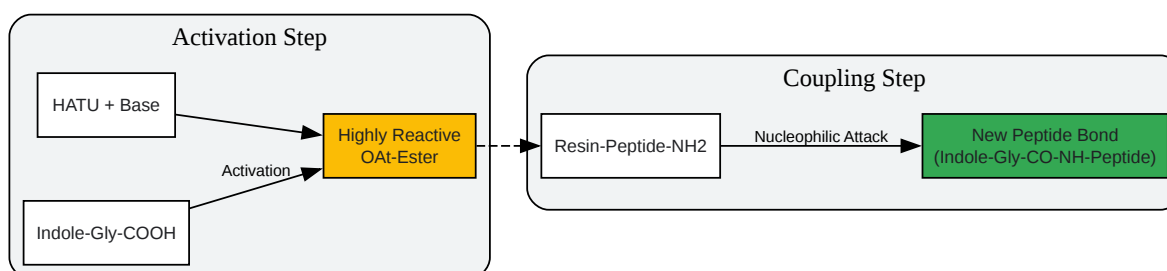 Activation Step
HATU + Base
Activation
Indole-Gly-COOH
Highly Reactive
OAt-Ester
Coupling Step
Resin-Peptide-NH2
Nucleophilic Attack
New Peptide Bond
(Indole-Gly-CO-NH-Peptide)